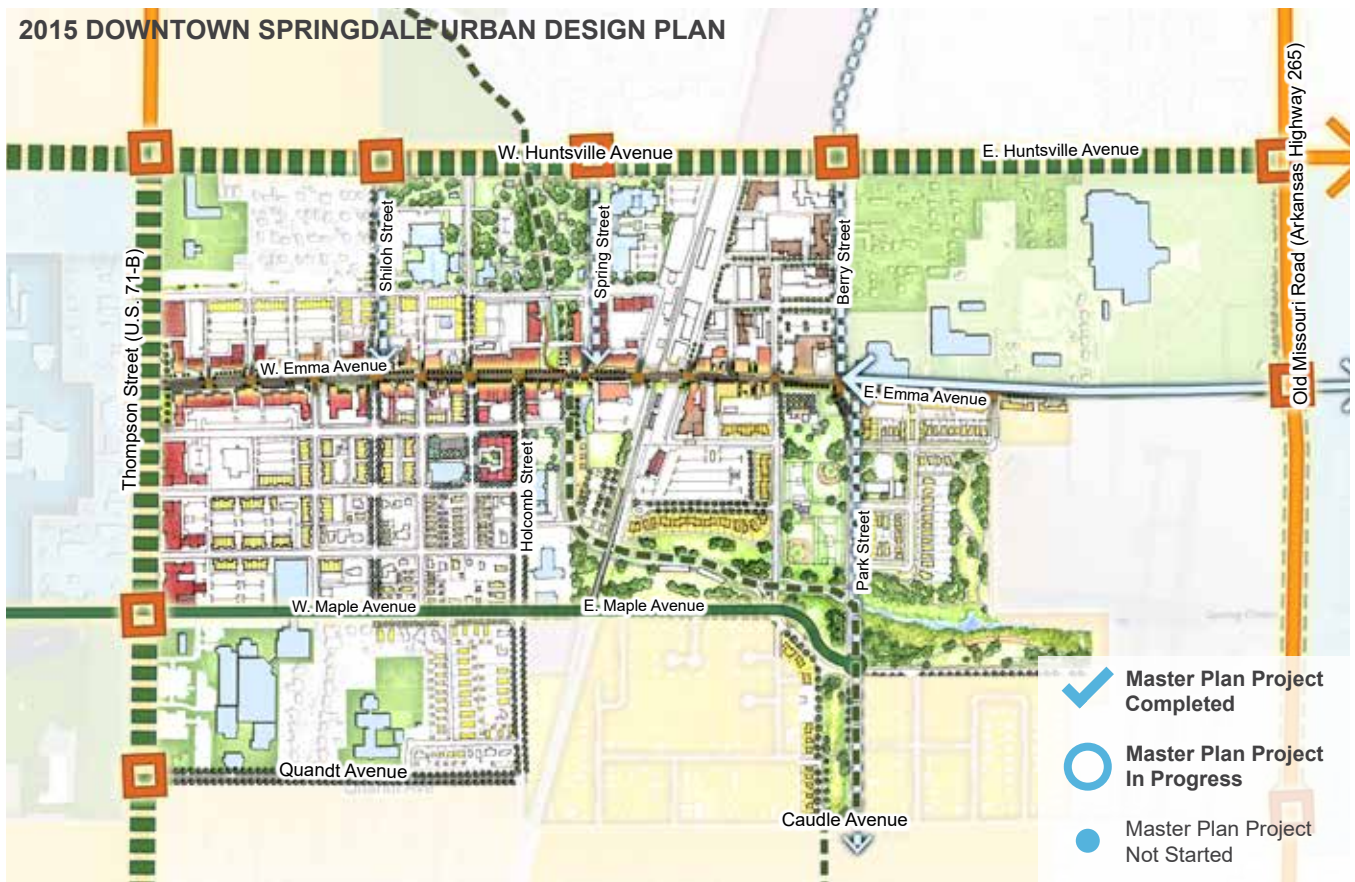 2015 DOWNTOWN SPRINGDALE URBAN DESIGN PLAN
Old Missouri Road (Arkansas Highway 265)
W. Huntsville Avenue
E. Huntsville Avenue
Thompson Street (U.S. 71-B)
Shiloh Street
Spring Street
Berry Street
W. Emma Avenue
E. Emma Avenue
Holcomb Street
Park Street
W. Maple Avenue
E. Maple Avenue
Quandt Avenue
Quandt Ave
Caudle Avenue
Master Plan Project
Completed
Master Plan Project
In Progress
Master Plan Project
Not Started